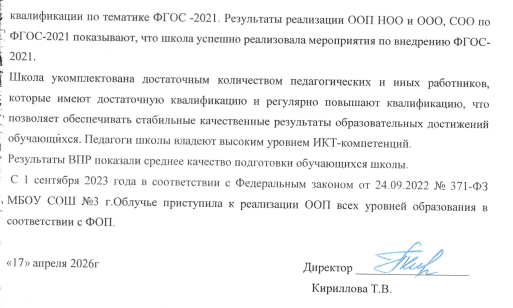 квалификации по тематике ФГОС -2021. Результаты реализации ООП НОО и ООО, СОО по
ФГОС-2021 показывают, что школа успешно реализовала мероприятия по внедрению ФГОС-
2021.
Школа укомплектована достаточным количеством педагогических и иных работников,
которые имеют достаточную квалификацию и регулярно повышают квалификацию, что
позволяет обеспечивать стабильные качественные результаты образовательных достижений
обучающихся. Педагоги школы владеют высоким уровнем ИКТ-компетенций.
Результаты ВПР показали среднее качество подготовки обучающихся школы.
С 1 сентября 2023 года в соответствии с Федеральным законом от 24.09.2022 № 371-ФЗ
МБОУ СОШ №3 г.Облучье приступила к реализации ООП всех уровней образования в
соответствии с ФОП.
«17» апреля 2026г
Директор
Кириллова Т.В.